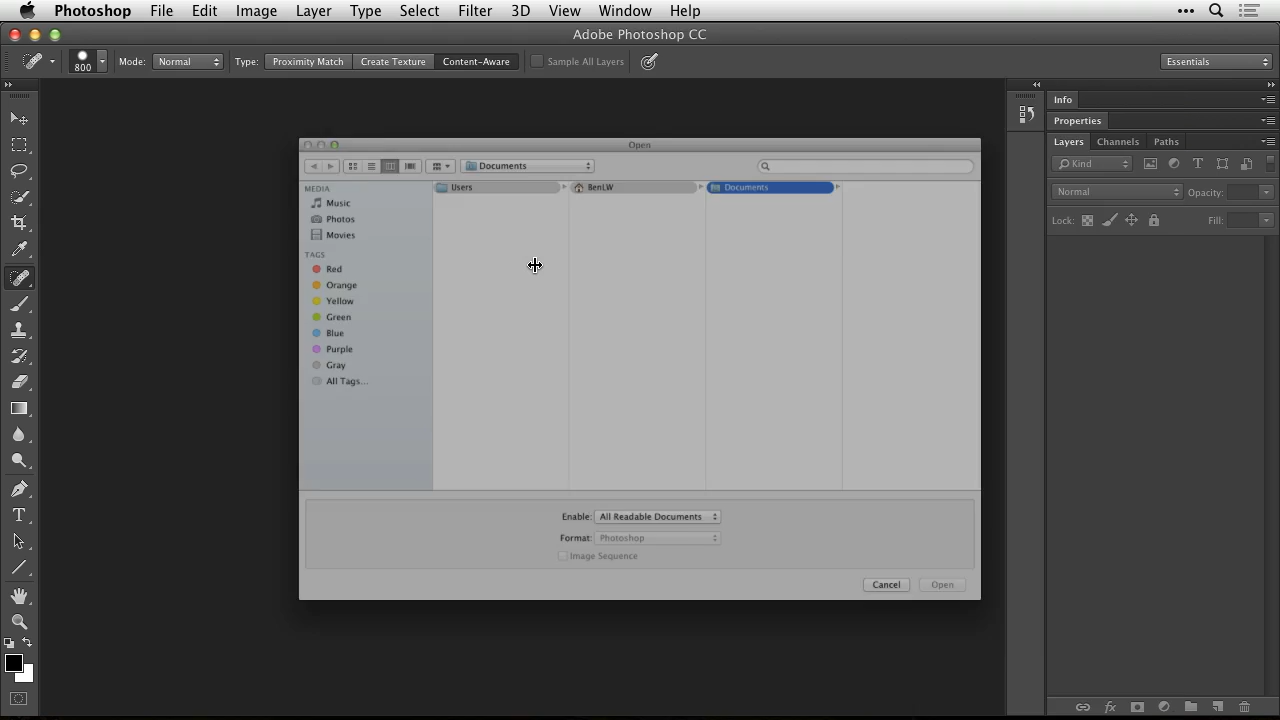 Photoshop File Edit Image Layer Type Select Filter 3D View Window Help
Adobe Photoshop CC
800 Mode: Normal Type: Proximity Match Create Texture Content-Aware Sample All Layers Essentials
Info
Properties
Layers Channels Paths
Kind
Normal Opacity:
Lock: Fill:
Open
Documents
MEDIA
Music
Photos
Movies
TAGS
Red
Orange
Yellow
Green
Blue
Purple
Gray
All Tags...
Users BenLW Documents
Enable: All Readable Documents
Format: Photoshop
Image Sequence
Cancel Open